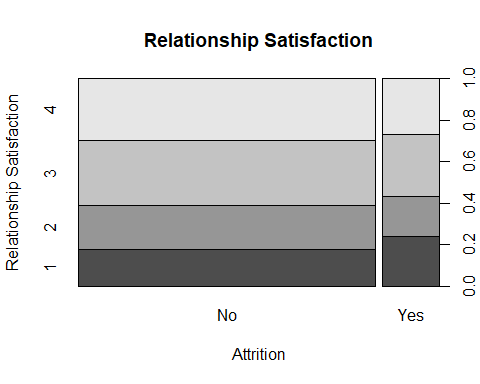 Relationship Satisfaction
Relationship Satisfaction
4
3
2
1
1.0
0.8
0.6
0.4
0.2
0.0
No
Yes
Attrition